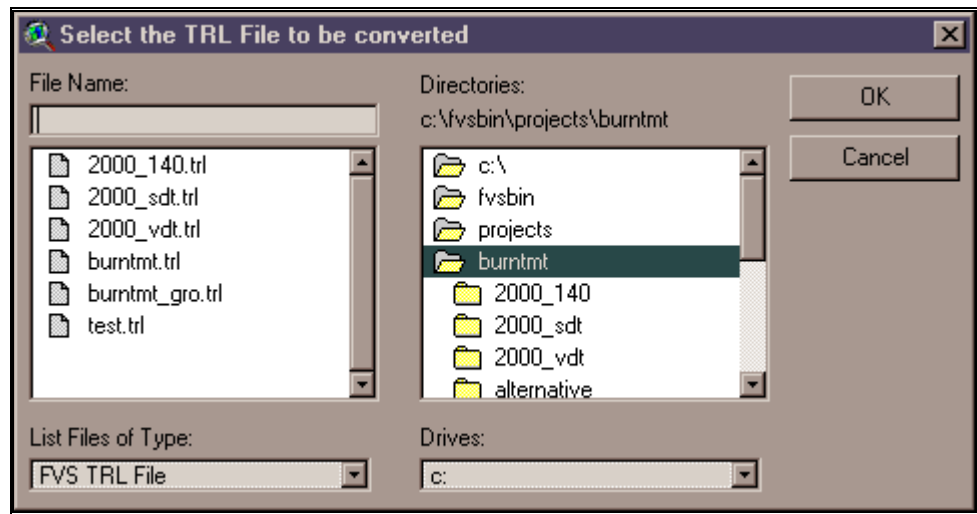 Select the TRL File to be converted
File Name:
2000_140.trl
2000_sdt.trl
2000_vdt.trl
burntmt.trl
burntmt_gro.trl
test.trl
List Files of Type:
FVS TRL File
Directories:
c:\fvsbin\projects\burntmt
c:\
fvsbin
projects
burntmt
2000_140
2000_sdt
2000_vdt
alternative
Drives:
c:
OK
Cancel